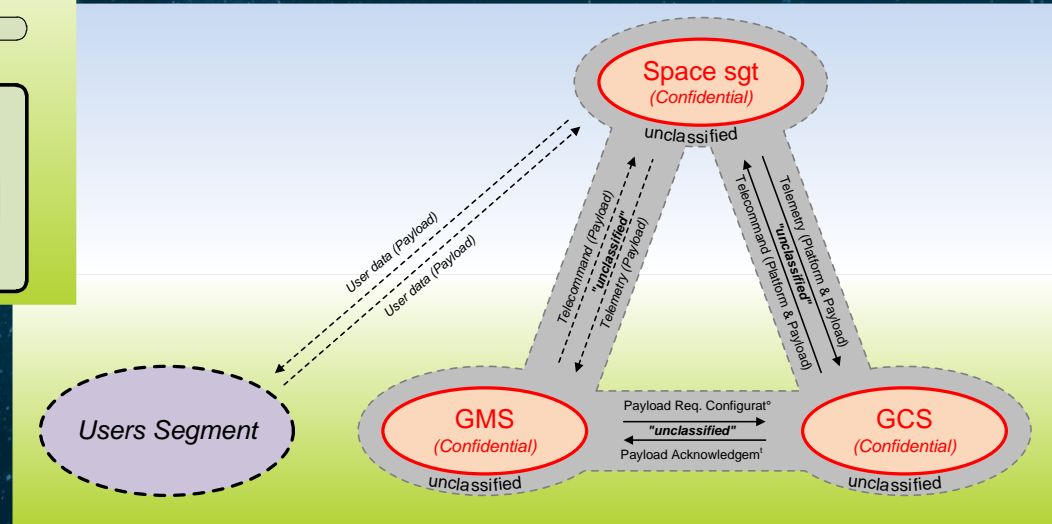 Space sgt
(Confidential)
unclassified
User data (Payload)
User data (Payload)
Telecommand (Payload)
"unclassified"
Telemetry (Payload)
Telemetry (Platform & Payload)
"unclassified"
Telecommand (Platform & Payload)
Users Segment
GMS
(Confidential)
unclassified
Payload Req. Configurat°
"unclassified"
Payload Acknowledgemᵗ
GCS
(Confidential)
unclassified